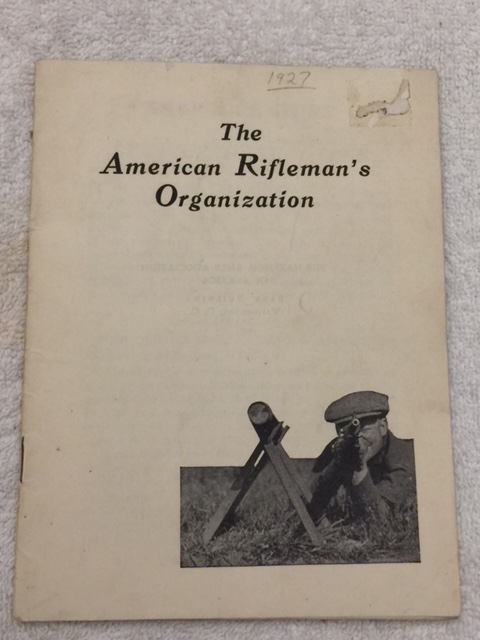 1927
The
American Rifleman's
Organization